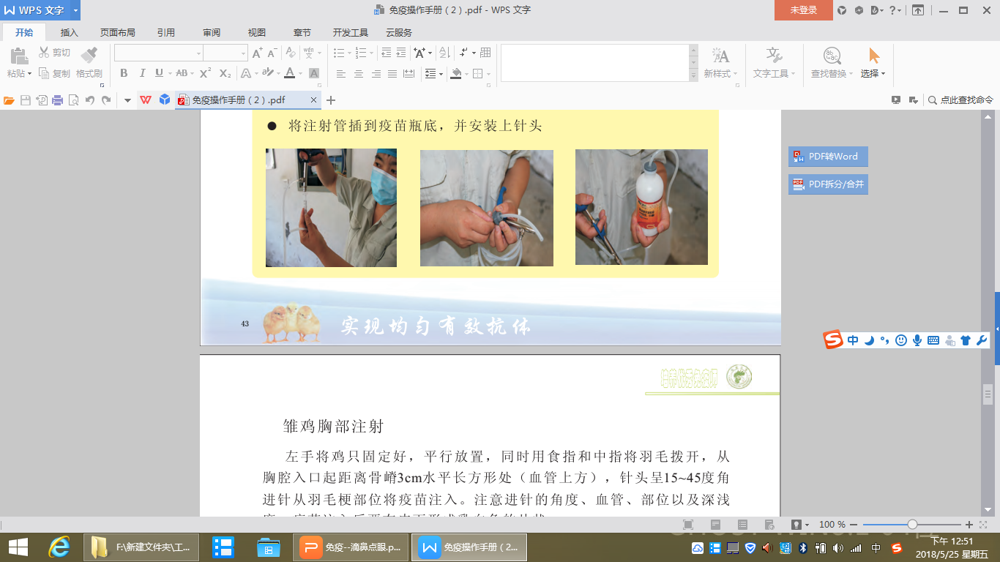 WPS 文字
免疫操作手册（2）.pdf - WPS 文字
未登录
开始
插入
页面布局
引用
审阅
视图
章节
开发工具
云服务
粘贴
剪切
复制
格式刷
新样式
文字工具
查找替换
选择
免疫操作手册（2）.pdf
点此查找命令
● 将注射管插到疫苗瓶底，并安装上针头
PDF转Word
PDF拆分/合并
43
实现均匀有效抗体
中
雏鸡胸部注射
左手将鸡只固定好，平行放置，同时用食指和中指将羽毛拨开，从
胸腔入口起距离骨嵴3cm水平长方形处（血管上方），针头呈15~45度角
进针从羽毛梗部位将疫苗注入。注意进针的角度、血管、部位以及深浅
100 %
F:\新建文件夹\工...
免疫--滴鼻点眼.p...
免疫操作手册（2...
中
下午 12:51
2018/5/25 星期五